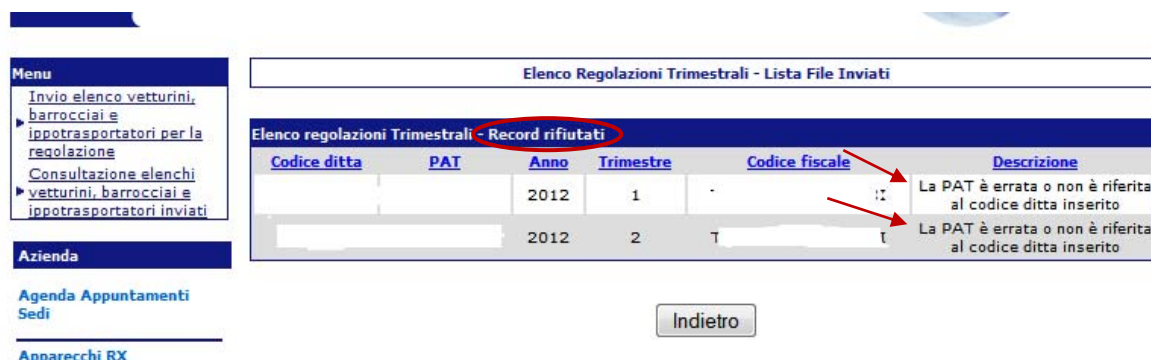 Menu
Invio elenco vetturini,
barrocciai e
ippotrasportatori per la
regolazione
Consultazione elenchi
vetturini, barrocciai e
ippotrasportatori inviati
Azienda
Agenda Appuntamenti
Sedi
Apparecchi RX
Elenco Regolazioni Trimestrali - Lista File Inviati
Elenco regolazioni Trimestrali - Record rifiutati
Codice ditta PAT Anno Trimestre Codice fiscale Descrizione
2012 1 La PAT è errata o non è riferita
al codice ditta inserito
2012 2 T La PAT è errata o non è riferita
al codice ditta inserito
Indietro